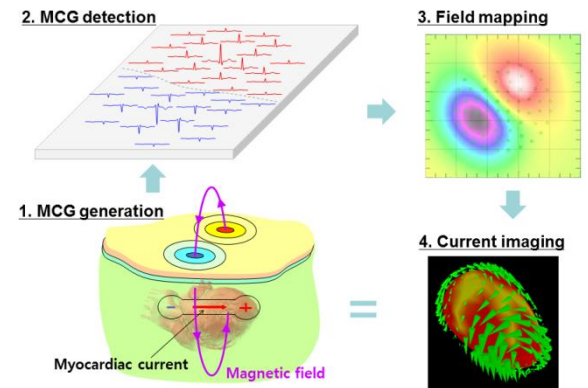 2. MCG detection
3. Field mapping
1. MCG generation
4. Current imaging
-
+
Myocardiac current
Magnetic field
=